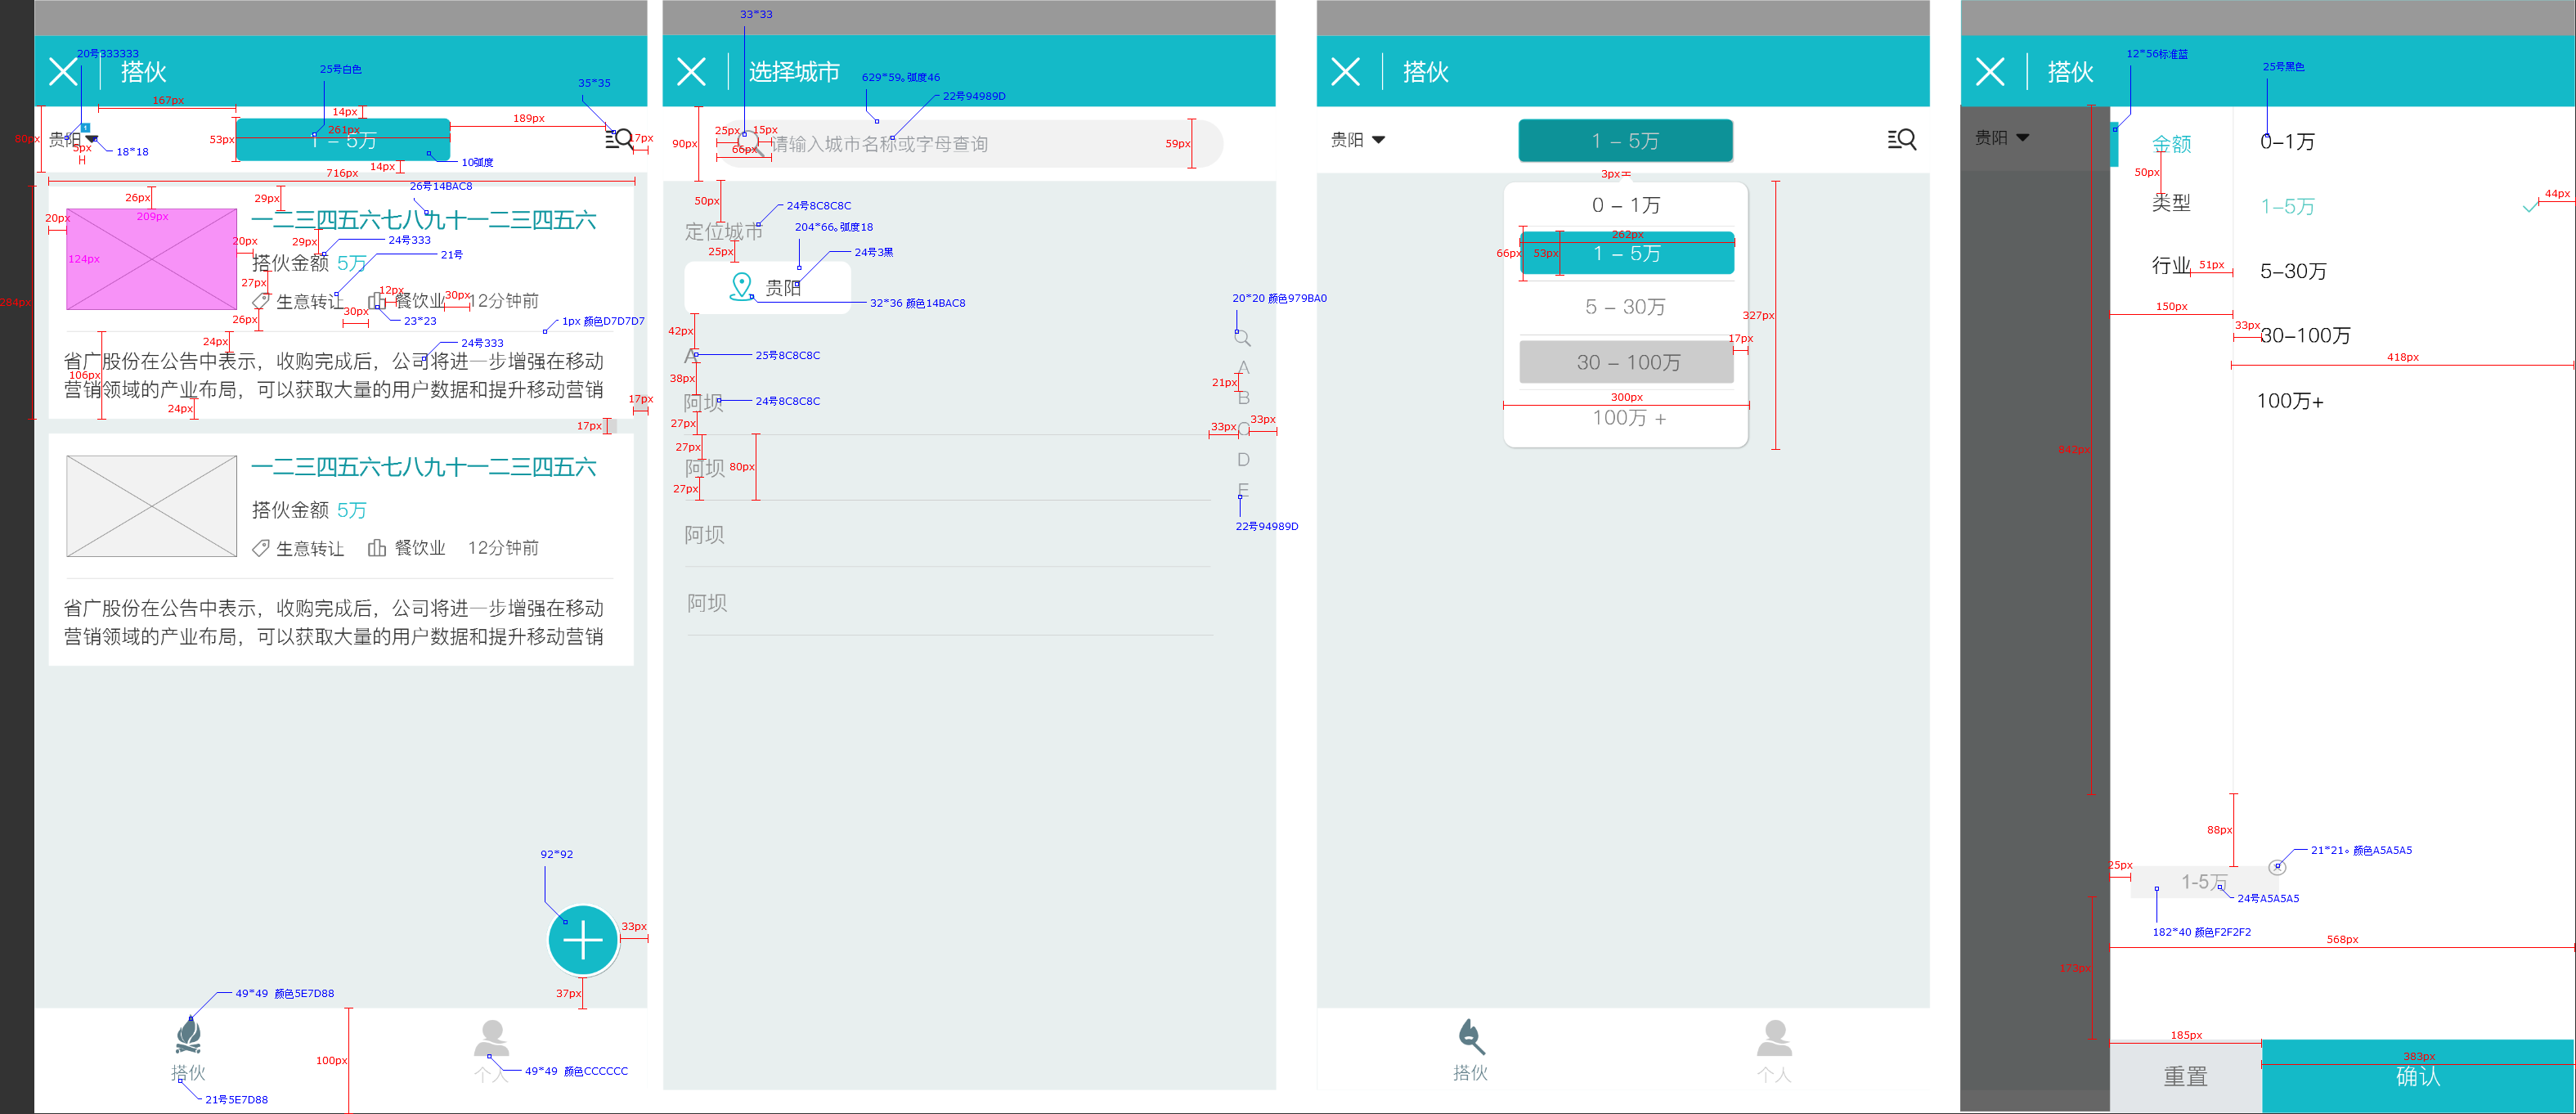 20号333333
搭伙
25号白色
35*35
167px
14px
189px
80px
贵阳
53px
261px
1 – 5万
17px
5px
18*18
14px
10弧度
716px
26号14BAC8
26px
29px
209px
一二三四五六七八九十一二三四五六
20px
20px
29px
24号333
124px
搭伙金额 5万
21号
27px
12px
30px
284px
生意转让
餐饮业
12分钟前
26px
30px
23*23
1px 颜色D7D7D7
24px
24号333
省广股份在公告中表示，收购完成后，公司将进一步增强在移动
106px
营销领域的产业布局，可以获取大量的用户数据和提升移动营销
24px
17px
17px
一二三四五六七八九十一二三四五六
搭伙金额 5万
生意转让 餐饮业 12分钟前
省广股份在公告中表示，收购完成后，公司将进一步增强在移动
营销领域的产业布局，可以获取大量的用户数据和提升移动营销
92*92
33px
37px
49*49 颜色5E7D88
100px
搭伙
个人
49*49 颜色CCCCCC
21号5E7D88
33*33
选择城市
629*59。弧度46
22号94989D
90px
25px
15px
66px
请输入城市名称或字母查询
59px
50px
24号8C8C8C
定位城市
204*66。弧度18
25px
24号3黑
贵阳
32*36 颜色14BAC8
20*20 颜色979BA0
42px
A
25号8C8C8C
38px
阿坝
24号8C8C8C
27px
27px
阿坝
80px
27px
阿坝
阿坝
A
21px
B
33px
C
33px
D
E
22号94989D
搭伙
贵阳
1 – 5万
3px
0 – 1万
262px
66px
53px
1 – 5万
5 – 30万
327px
17px
30 – 100万
300px
100万 +
搭伙
个人
搭伙
12*56标准蓝
25号黑色
贵阳
金额
0–1万
50px
44px
类型
1–5万
行业
51px
5–30万
150px
33px
30–100万
418px
100万+
842px
88px
21*21。颜色A5A5A5
25px
1-5万
24号A5A5A5
182*40 颜色F2F2F2
568px
173px
185px
383px
重置
确认